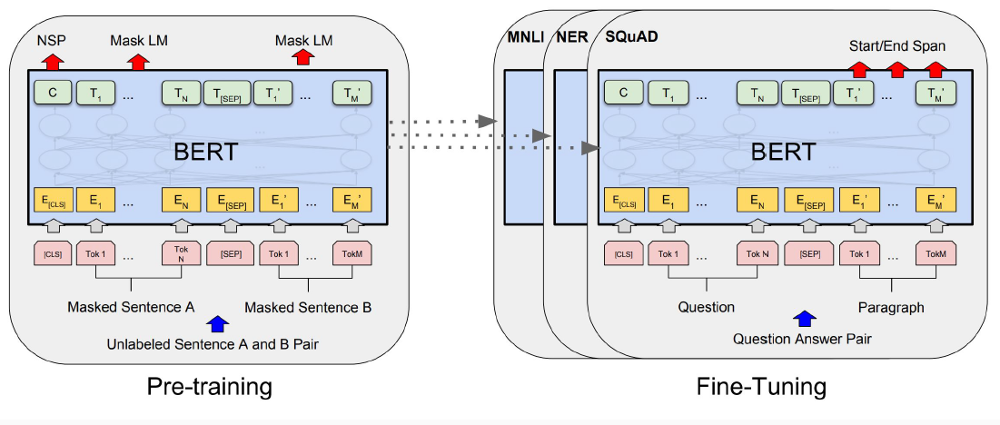 NSP Mask LM Mask LM
C T1 ... TN T[SEP] T1' ... TM'
...
BERT
...
E[CLS] E1 ... EN E[SEP] E1' ... EM'
[CLS] Tok 1 ... Tok N [SEP] Tok 1 ... TokM
Masked Sentence A Masked Sentence B
Unlabeled Sentence A and B Pair
Pre-training
MNLI NER SQuAD
Start/End Span
C T1 ... TN T[SEP] T1' ... TM'
...
BERT
...
E[CLS] E1 ... EN E[SEP] E1' ... EM'
[CLS] Tok 1 ... Tok N [SEP] Tok 1 ... TokM
Question Paragraph
Question Answer Pair
Fine-Tuning